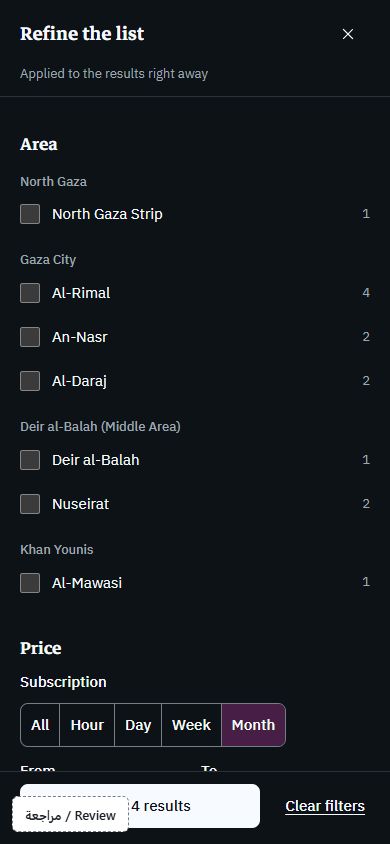 Refine the list
Applied to the results right away
Area
North Gaza
North Gaza Strip 1
Gaza City
Al-Rimal 4
An-Nasr 2
Al-Daraj 2
Deir al-Balah (Middle Area)
Deir al-Balah 1
Nuseirat 2
Khan Younis
Al-Mawasi 1
Price
Subscription
All Hour Day Week Month
From To
4 results Clear filters
مراجعة / Review